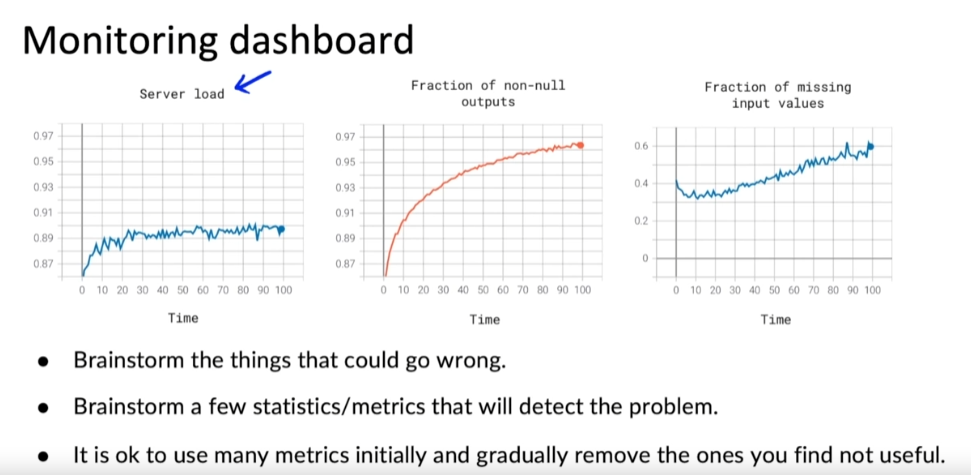 Monitoring dashboard
Server load
0.97
0.95
0.93
0.91
0.89
0.87
0 10 20 30 40 50 60 70 80 90 100
Time
Fraction of non-null
outputs
0.97
0.95
0.93
0.91
0.89
0.87
0 10 20 30 40 50 60 70 80 90 100
Time
Fraction of missing
input values
0.6
0.4
0.2
0
0 10 20 30 40 50 60 70 80 90 100
Time
● Brainstorm the things that could go wrong.
● Brainstorm a few statistics/metrics that will detect the problem.
● It is ok to use many metrics initially and gradually remove the ones you find not useful.